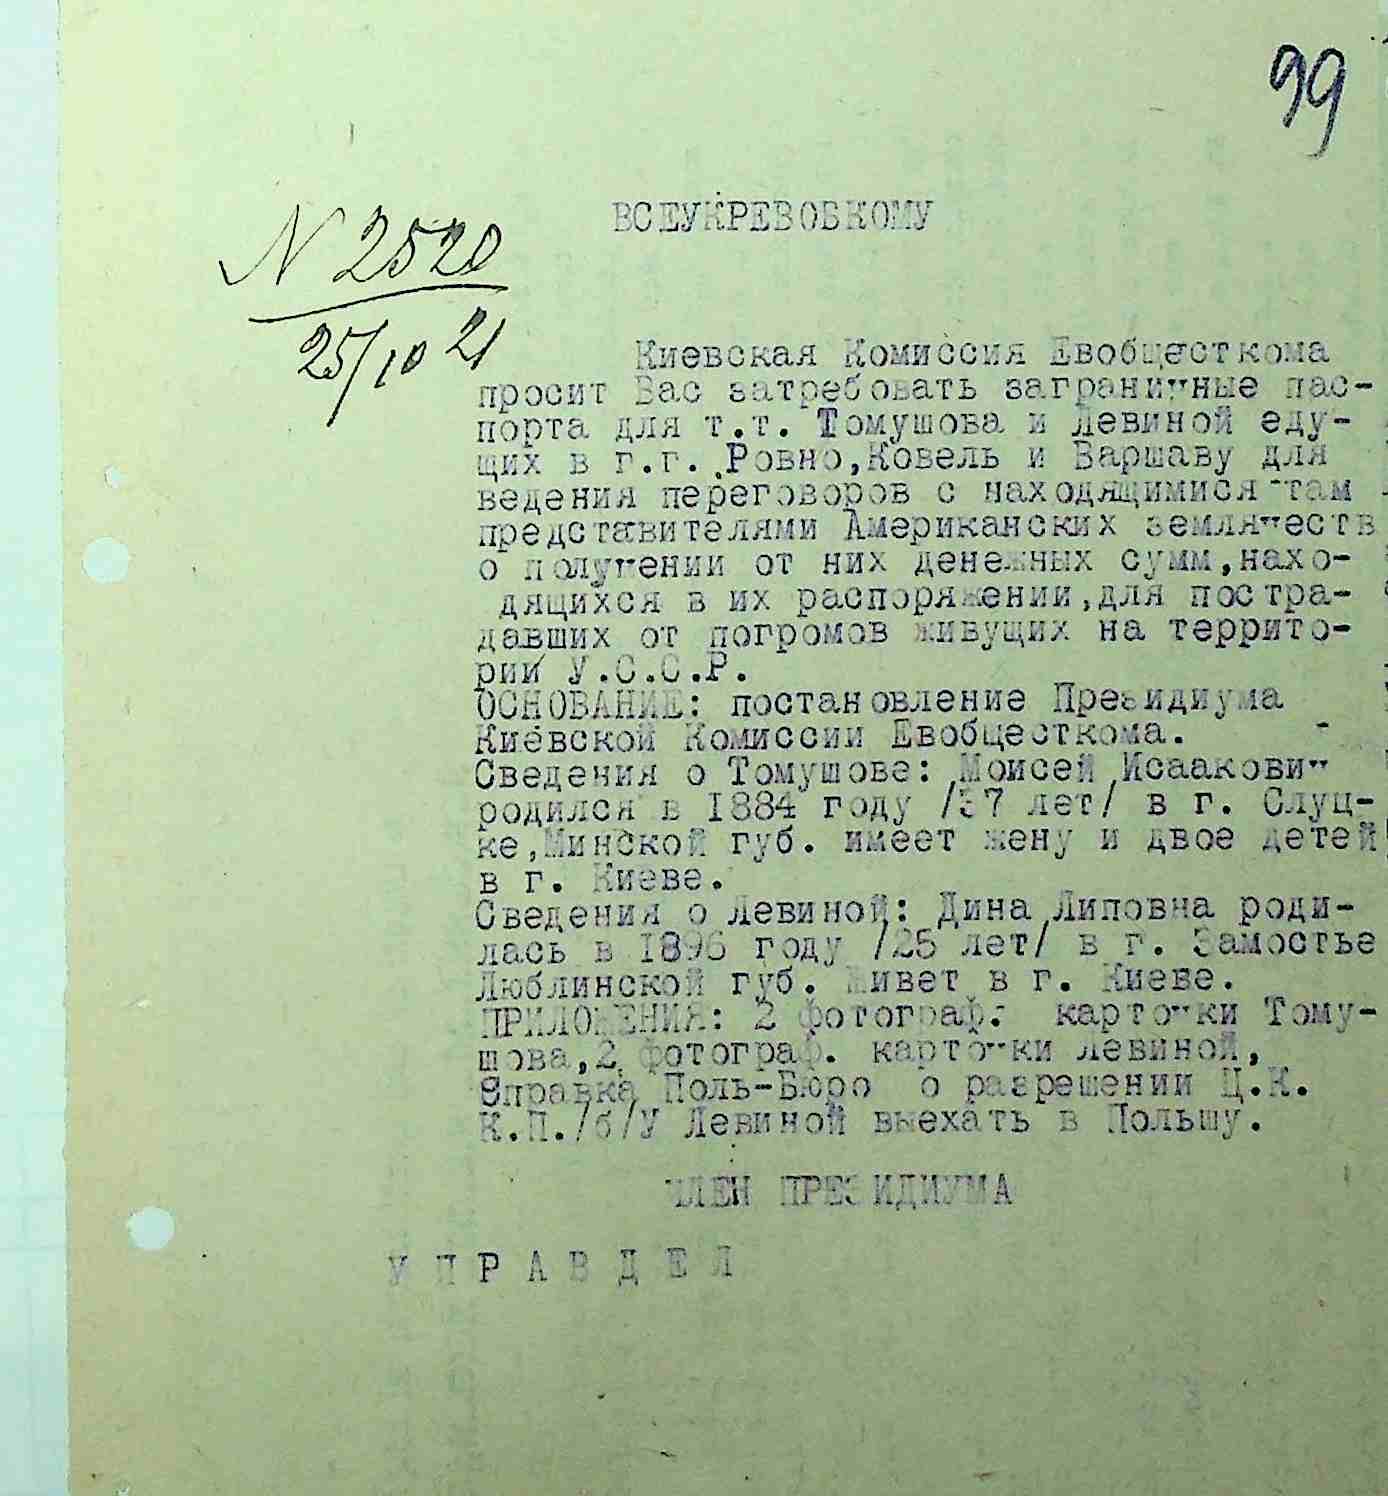 99
ВСЕУКРЕВОБКОМУ
N 2520
25/10 21
Киевская Комиссия Евобщесткома
просит Вас затребовать заграничные пас-
порта для т.т. Томушова и Левиной еду-
щих в г.г. Ровно,Ковель и Варшаву для
ведения переговоров с находящимися там
представителями Американских землячеств
о получении от них денежных сумм,нахо-
дящихся в их распоряжении,для постра-
давших от погромов живущих на террито-
рии У.С.С.Р.
ОСНОВАНИЕ: постановление Президиума
Киевской Комиссии Евобщесткома.
Сведения о Томушове: Моисей Исаакович
родился в 1884 году /37 лет/ в г. Слуц-
ке,Минской губ. имеет жену и двое детей
в г. Киеве.
Сведения о Левиной: Дина Липовна роди-
лась в 1896 году /25 лет/ в г. Замостье
Люблинской губ. Живет в г. Киеве.
ПРИЛОЖЕНИЯ: 2 фотограф. карточки Тому-
шова,2 фотограф. карточки Левиной,
Справка Поль-Бюро о разрешении Ц.К.
К.П./б/У Левиной выехать в Польшу.
ЧЛЕН ПРЕЗИДИУМА
У П Р А В Д Е Л